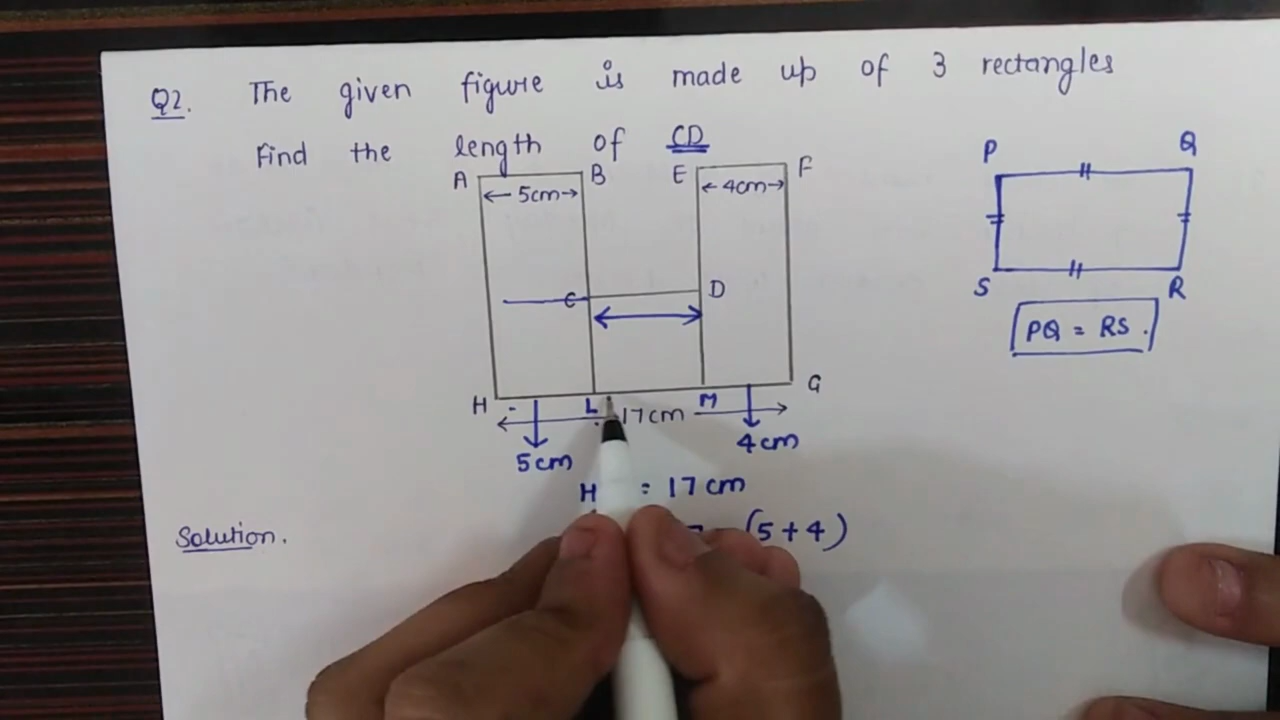 Q2. The given figure is made up of 3 rectangles
Find the length of CD
A B E F
← 5cm → ← 4cm →
C D
H L M G
17cm
5cm 4cm
H = 17 cm
(5+4)
Solution.
P Q
S R
PQ = RS.